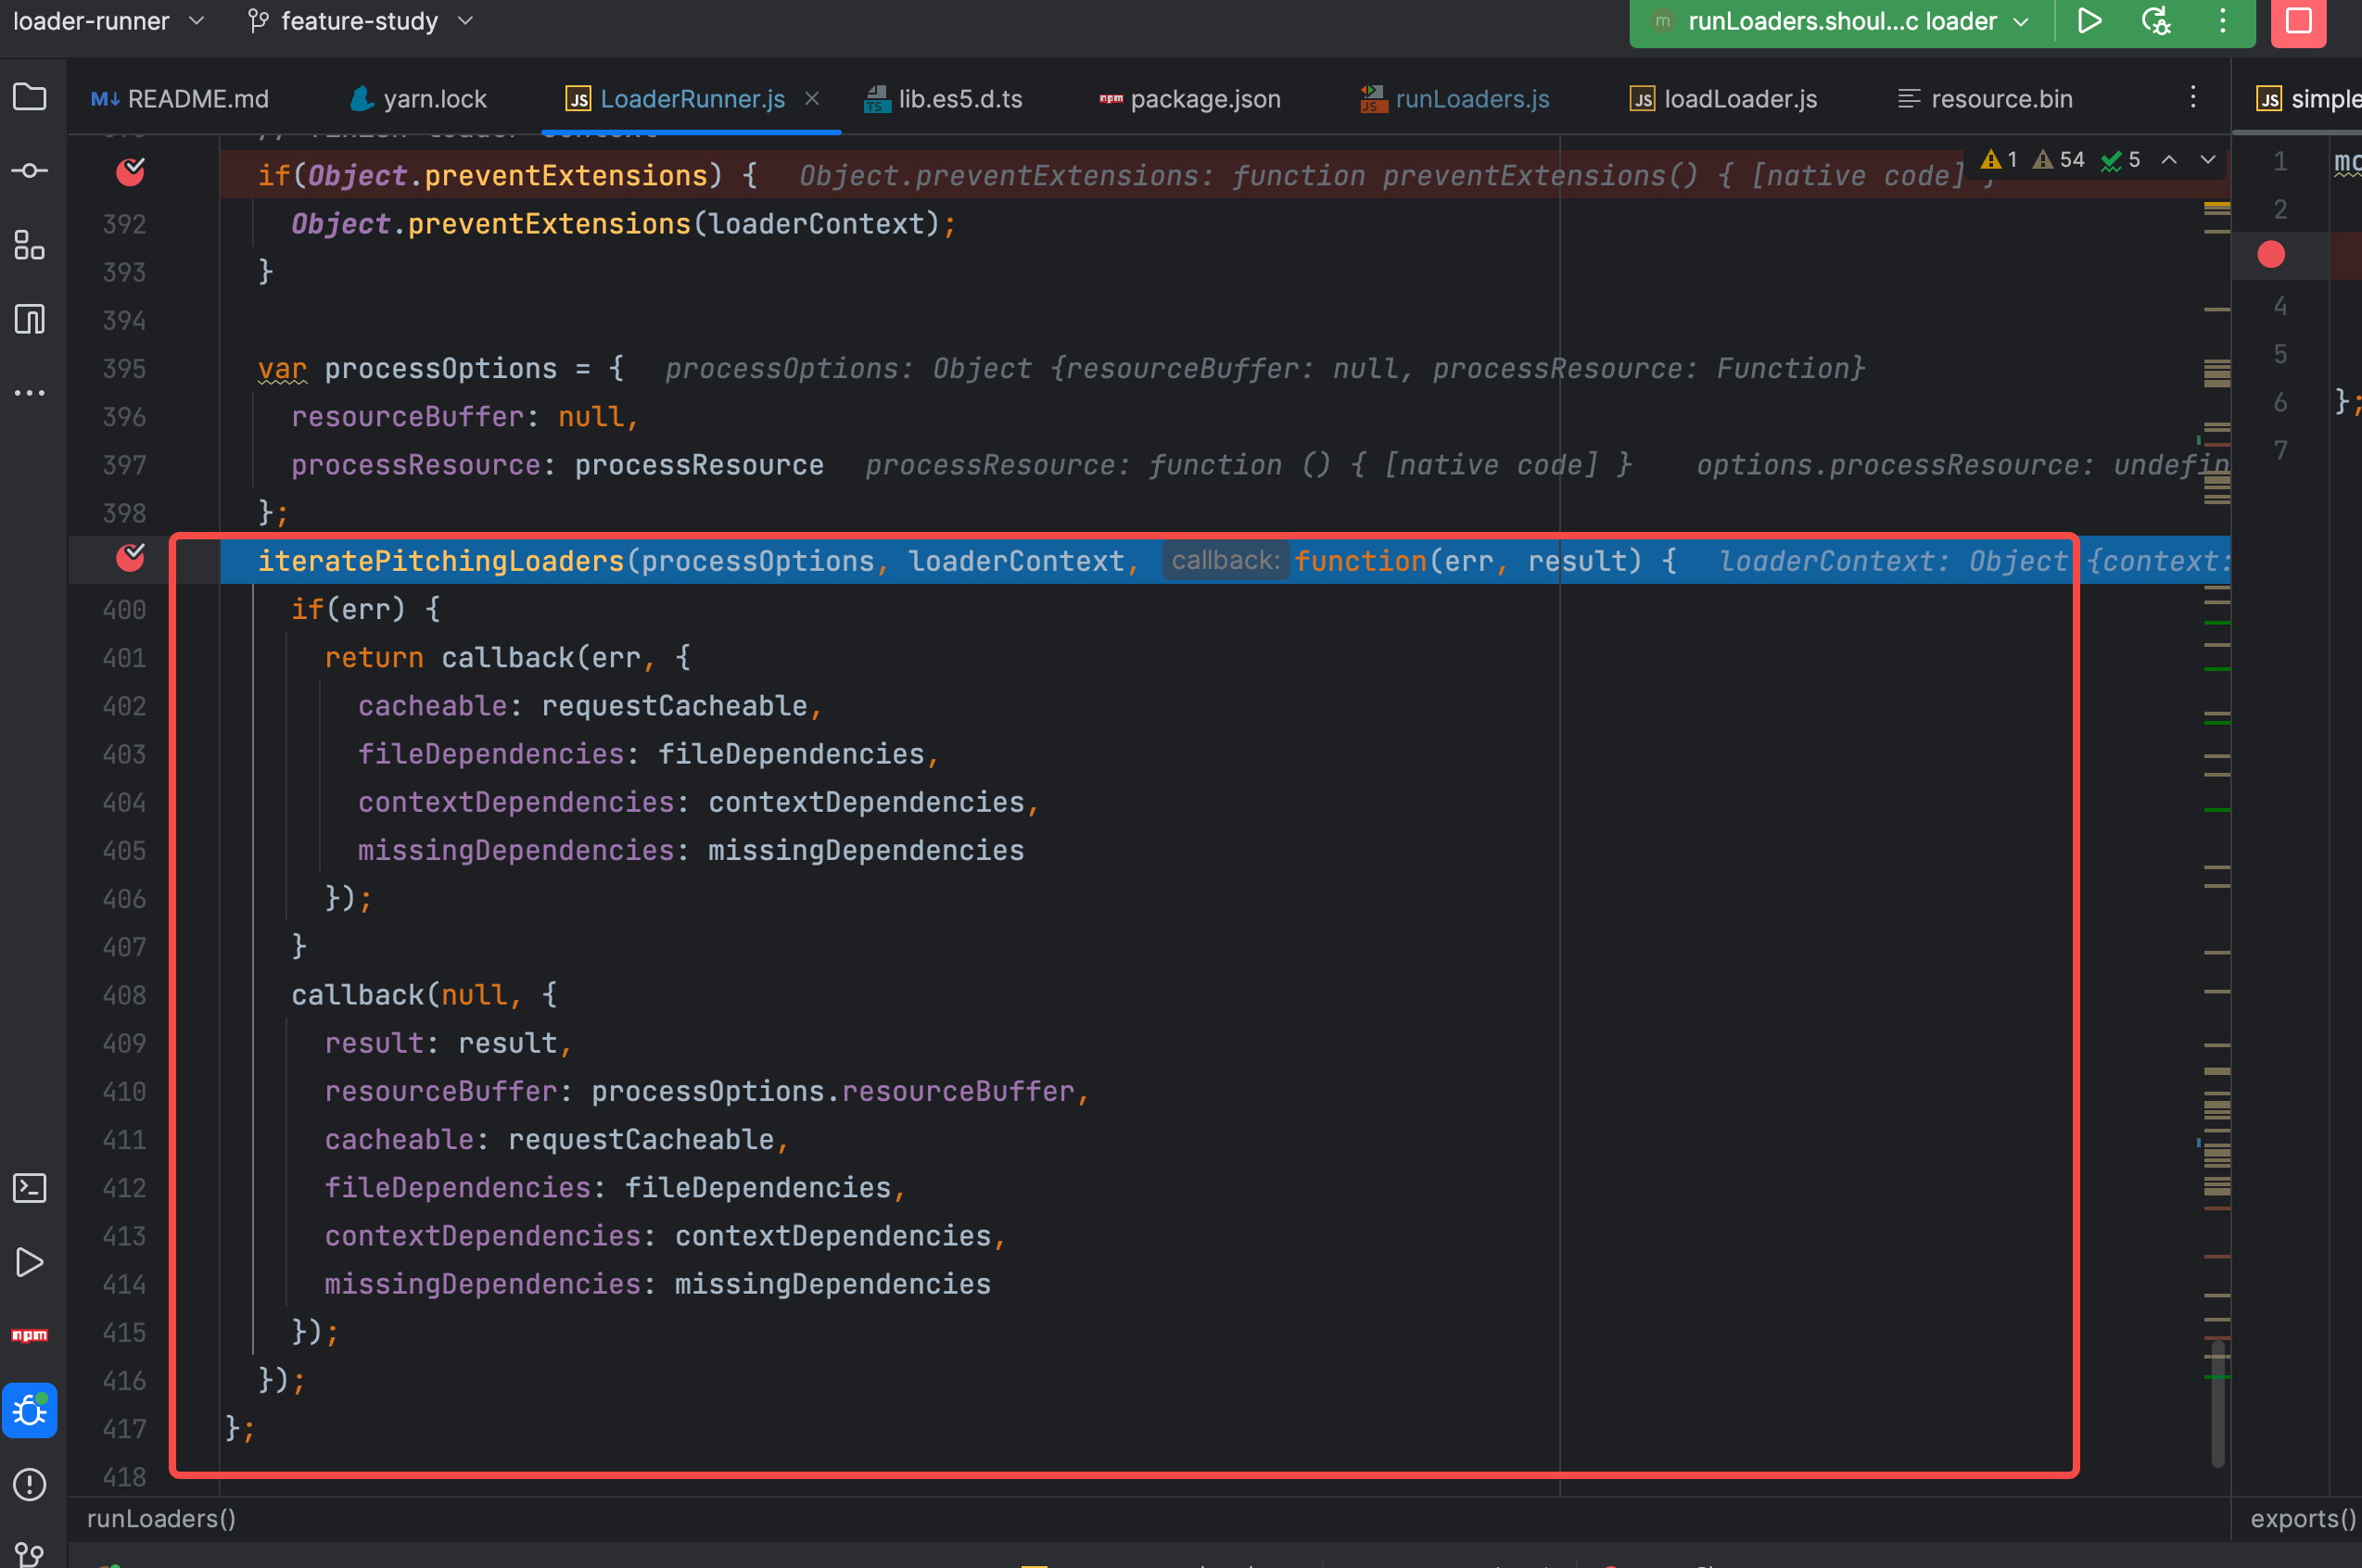 loader-runner feature-study runLoaders.shoul...c loader
README.md yarn.lock LoaderRunner.js lib.es5.d.ts package.json runLoaders.js loadLoader.js resource.bin simple
if(Object.preventExtensions) { Object.preventExtensions: function preventExtensions() { [native code] } 1 54 5
392 Object.preventExtensions(loaderContext);
393 }
394
395 var processOptions = { processOptions: Object {resourceBuffer: null, processResource: Function}
396 resourceBuffer: null,
397 processResource: processResource processResource: function () { [native code] } options.processResource: undefin
398 };
iteratePitchingLoaders(processOptions, loaderContext, callback: function(err, result) { loaderContext: Object {context:
400 if(err) {
401 return callback(err, {
402 cacheable: requestCacheable,
403 fileDependencies: fileDependencies,
404 contextDependencies: contextDependencies,
405 missingDependencies: missingDependencies
406 });
407 }
408 callback(null, {
409 result: result,
410 resourceBuffer: processOptions.resourceBuffer,
411 cacheable: requestCacheable,
412 fileDependencies: fileDependencies,
413 contextDependencies: contextDependencies,
414 missingDependencies: missingDependencies
415 });
416 });
417 };
418
1 mo
2
4
5
6 };
7
npm
runLoaders() exports()